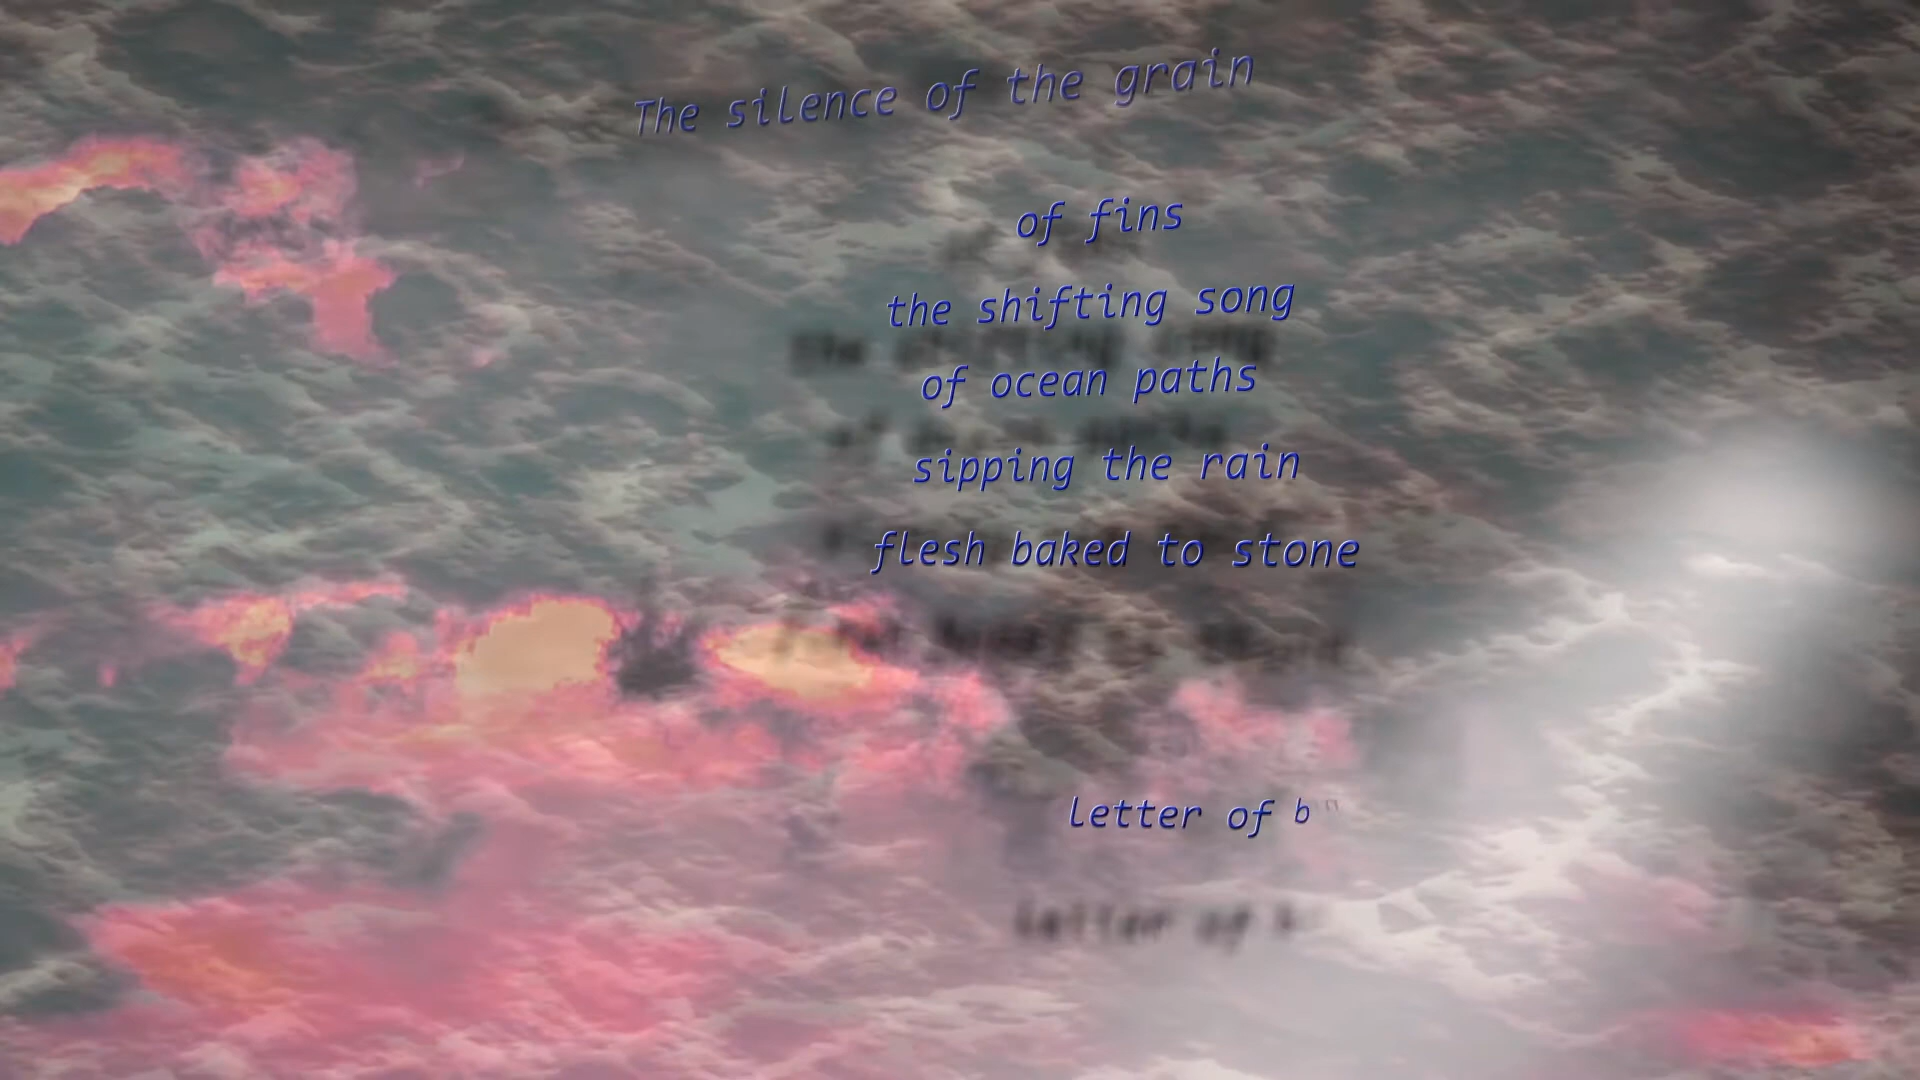 The silence of the grain
of fins
the shifting song
of ocean paths
sipping the rain
flesh baked to stone
letter of